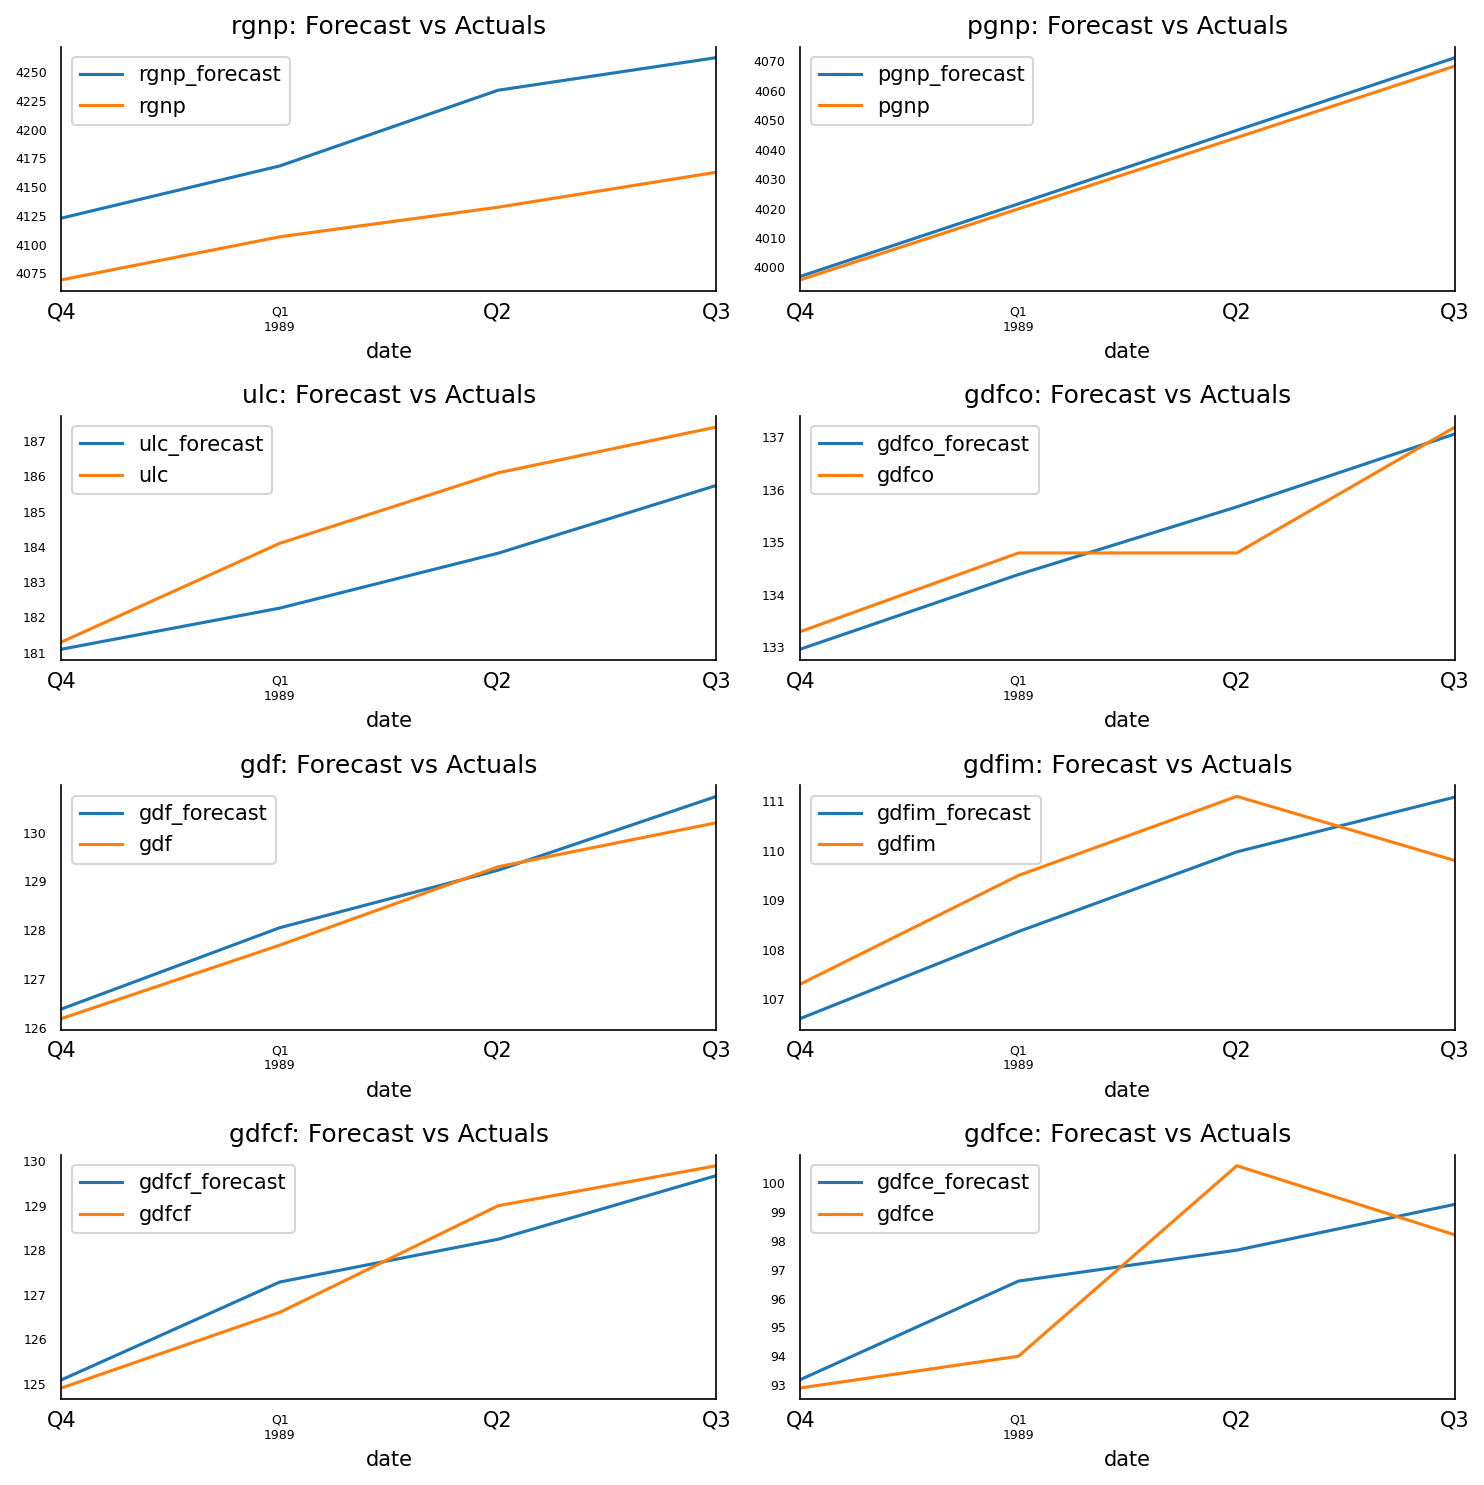 rgnp: Forecast vs Actuals
rgnp_forecast
rgnp
4250
4225
4200
4175
4150
4125
4100
4075
Q4
Q1
1989
Q2
Q3
date
pgnp: Forecast vs Actuals
pgnp_forecast
pgnp
4070
4060
4050
4040
4030
4020
4010
4000
Q4
Q1
1989
Q2
Q3
date
ulc: Forecast vs Actuals
ulc_forecast
ulc
187
186
185
184
183
182
181
Q4
Q1
1989
Q2
Q3
date
gdfco: Forecast vs Actuals
gdfco_forecast
gdfco
137
136
135
134
133
Q4
Q1
1989
Q2
Q3
date
gdf: Forecast vs Actuals
gdf_forecast
gdf
130
129
128
127
126
Q4
Q1
1989
Q2
Q3
date
gdfim: Forecast vs Actuals
gdfim_forecast
gdfim
111
110
109
108
107
Q4
Q1
1989
Q2
Q3
date
gdfcf: Forecast vs Actuals
gdfcf_forecast
gdfcf
130
129
128
127
126
125
Q4
Q1
1989
Q2
Q3
date
gdfce: Forecast vs Actuals
gdfce_forecast
gdfce
100
99
98
97
96
95
94
93
Q4
Q1
1989
Q2
Q3
date